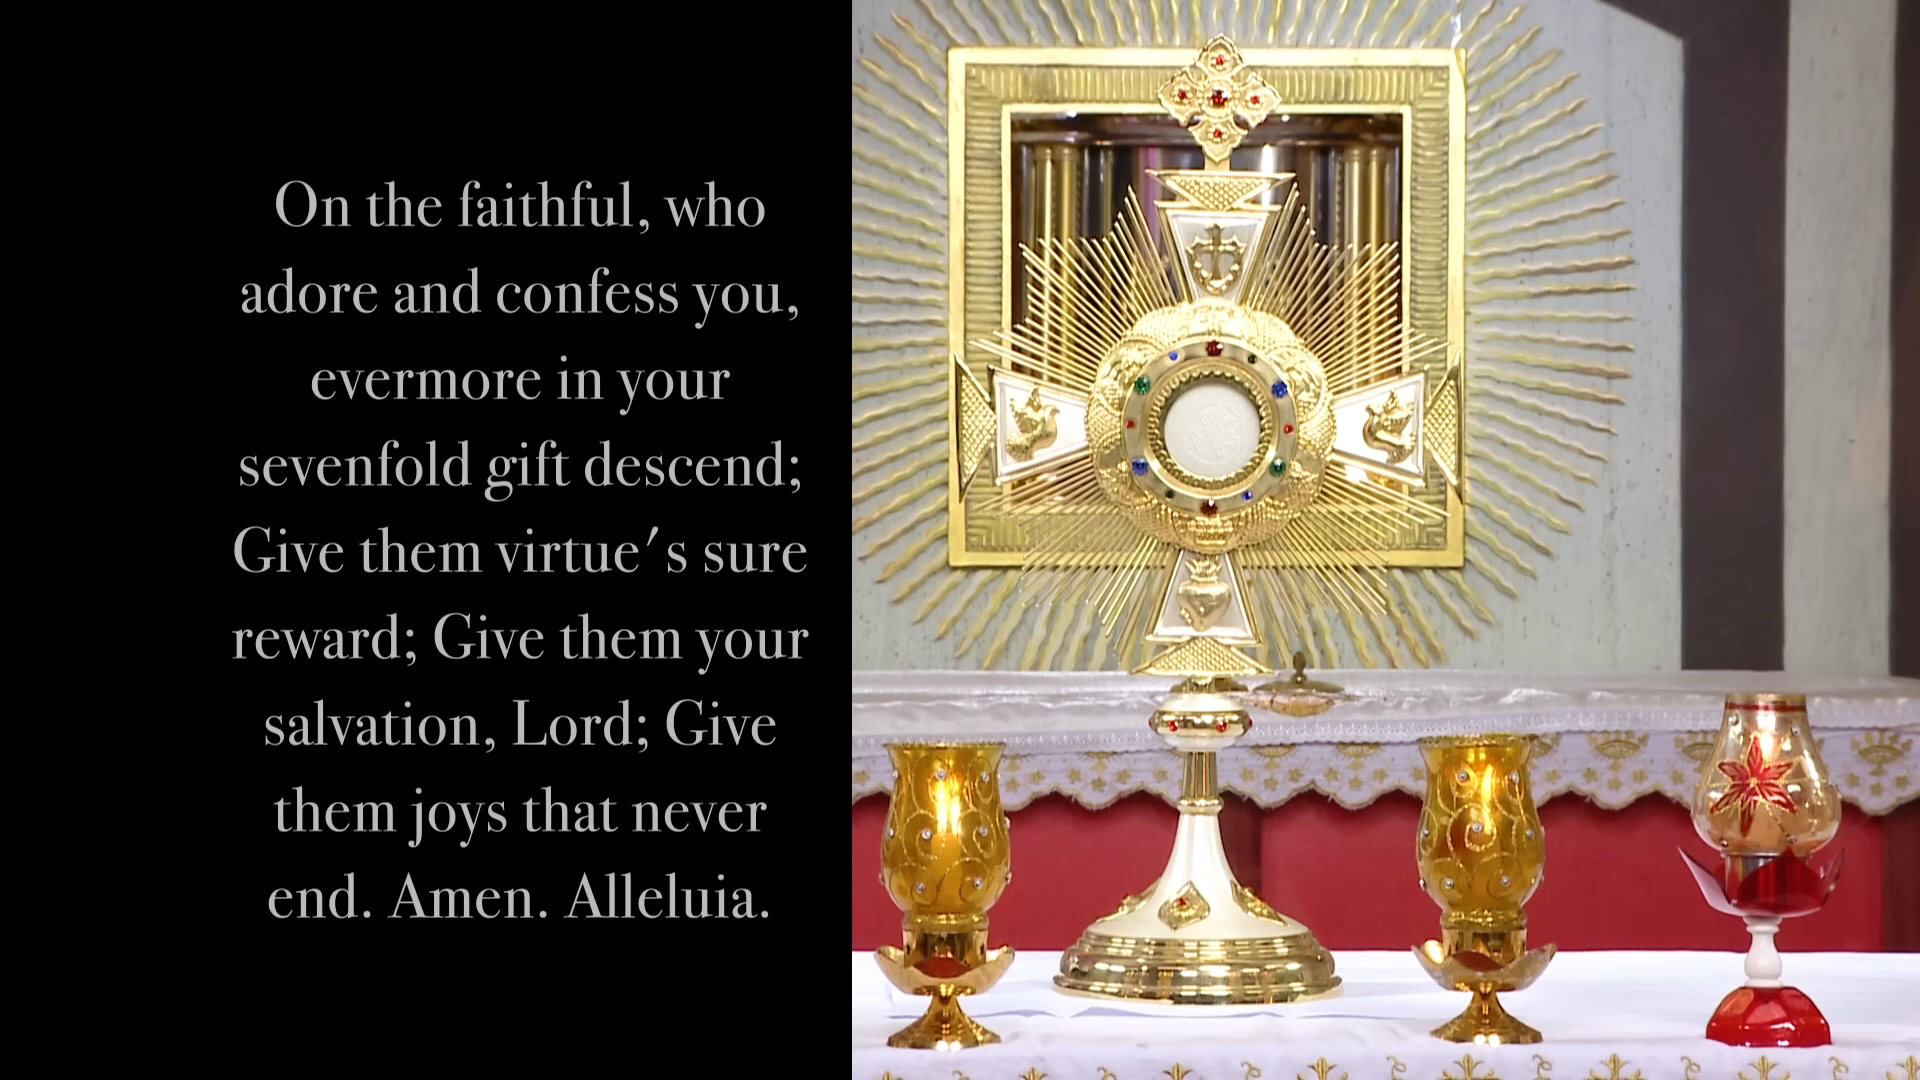 On the faithful, who
adore and confess you,
evermore in your
sevenfold gift descend;
Give them virtue's sure
reward; Give them your
salvation, Lord; Give
them joys that never
end. Amen. Alleluia.